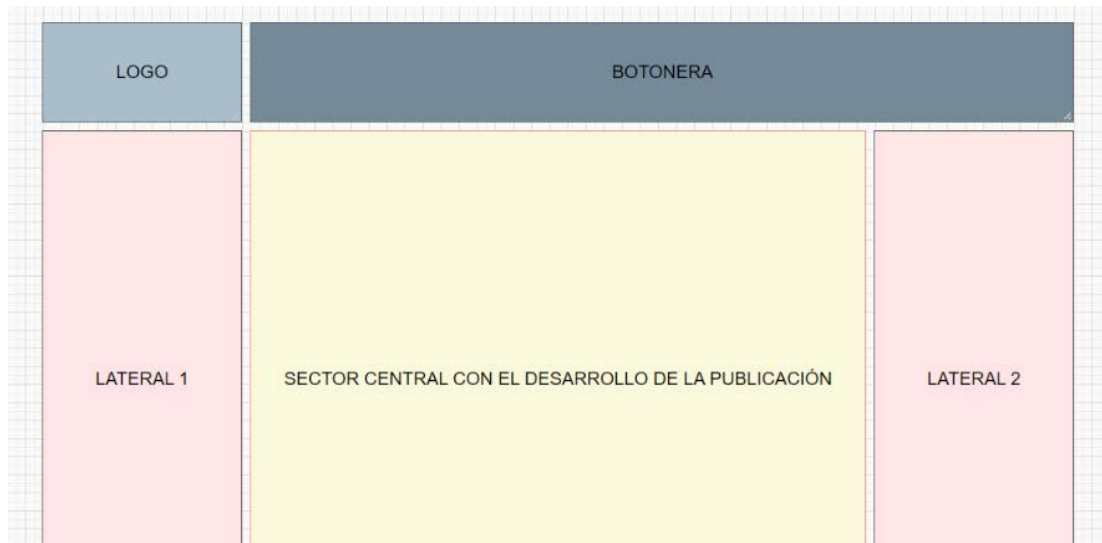 LOGO
BOTONERA
LATERAL 1
SECTOR CENTRAL CON EL DESARROLLO DE LA PUBLICACIÓN
LATERAL 2